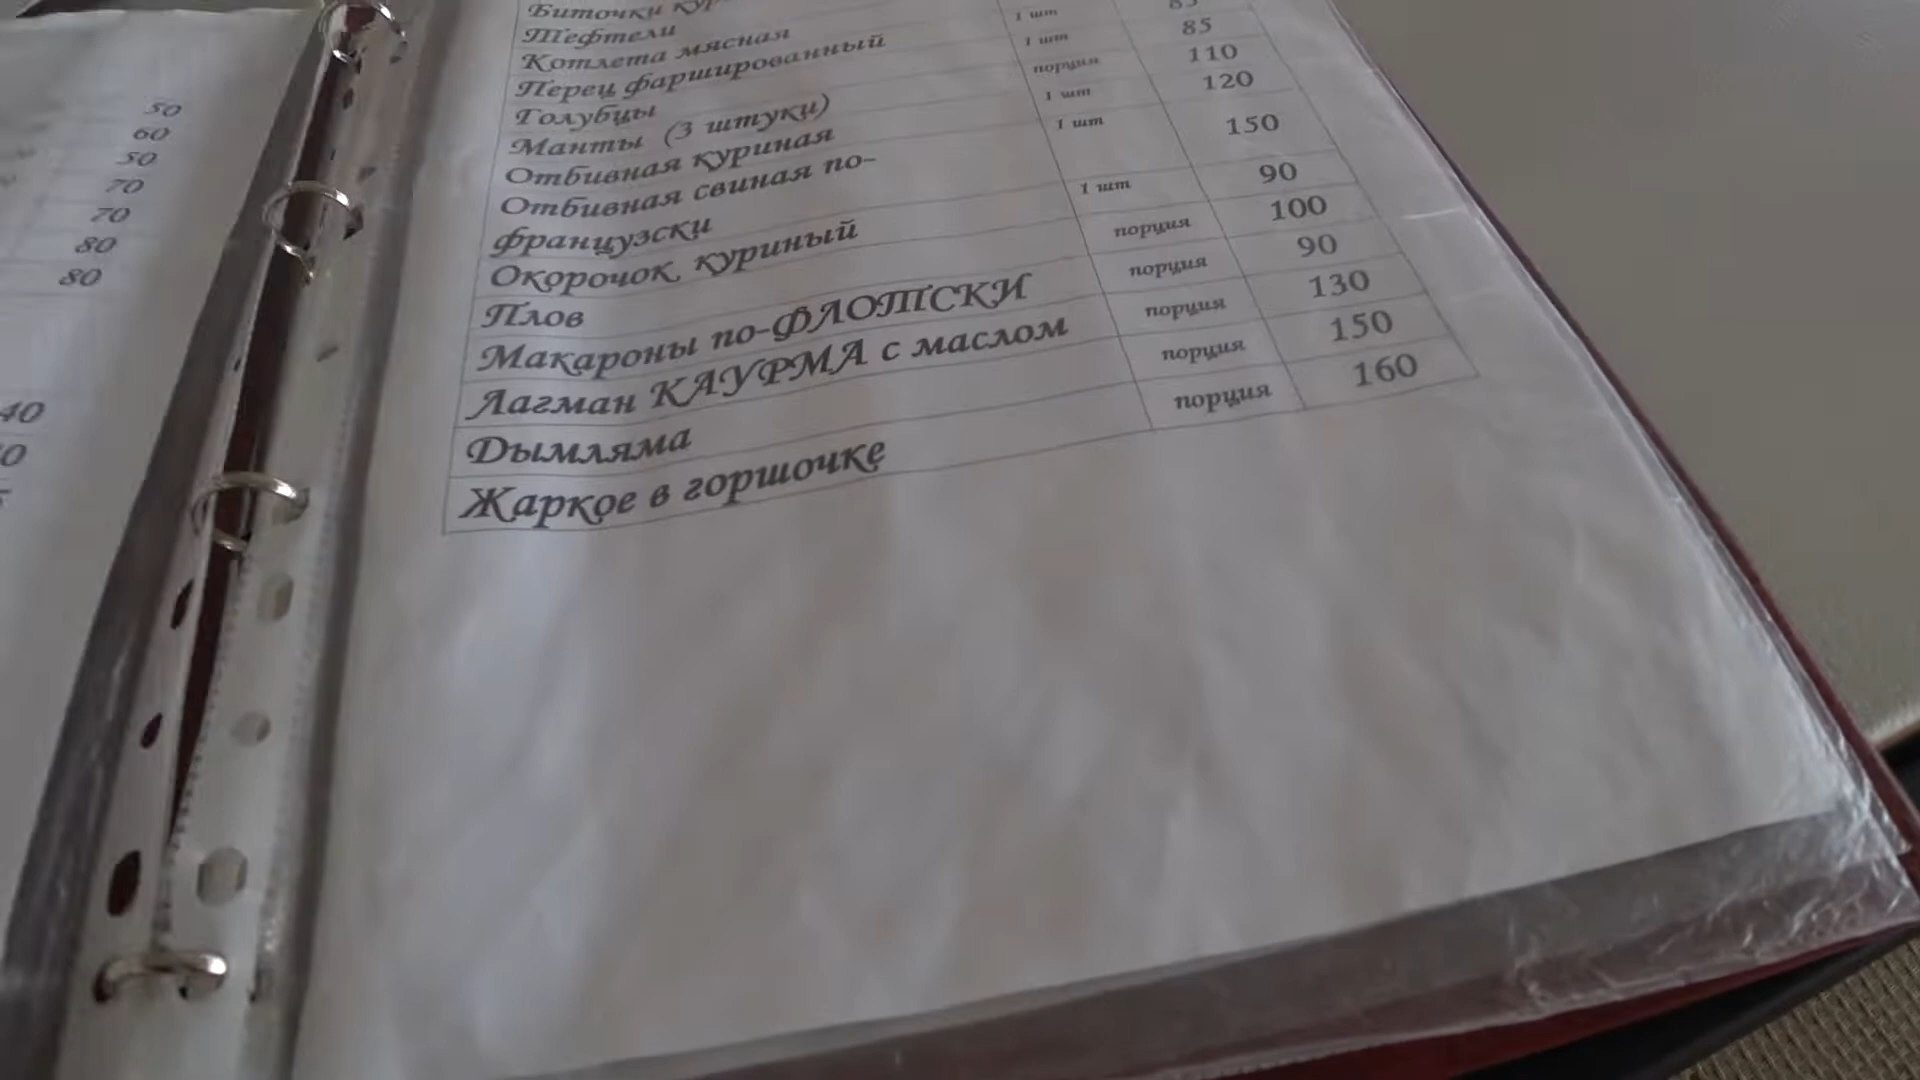 50
60
50
70
70
80
80
40
Биточки
Тефтели 1 шт 85
Котлета мясная 1 шт 85
Перец фаршированный порция 110
Голубцы 1 шт 120
Манты (3 штуки) 1 шт
Отбивная куриная 150
Отбивная свиная по-
французски 1 шт 90
Окорочок куриный порция 100
Плов порция 90
Макароны по-ФЛОТСКИ порция 130
Лагман КАУРМА с маслом порция 150
Дымляма порция 160
Жаркое в горшочке